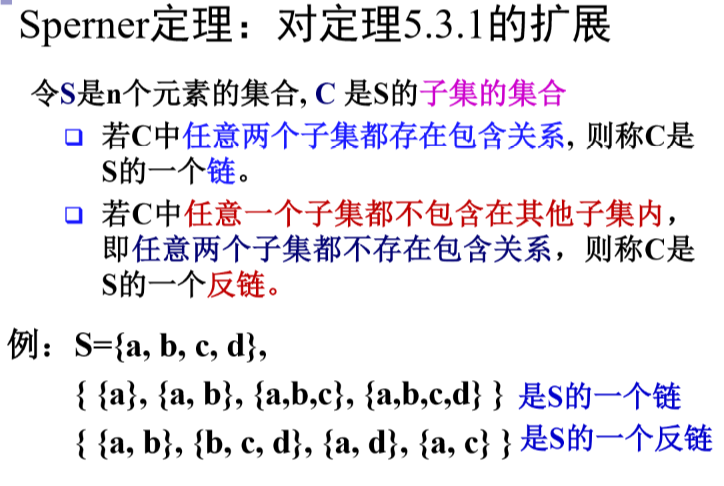 Sperner定理：对定理5.3.1的扩展
令S是n个元素的集合, C 是S的子集的集合
若C中任意两个子集都存在包含关系, 则称C是
S的一个链。
若C中任意一个子集都不包含在其他子集内，
即任意两个子集都不存在包含关系，则称C是
S的一个反链。
例：S={a, b, c, d},
{ {a}, {a, b}, {a,b,c}, {a,b,c,d} } 是S的一个链
{ {a, b}, {b, c, d}, {a, d}, {a, c} } 是S的一个反链